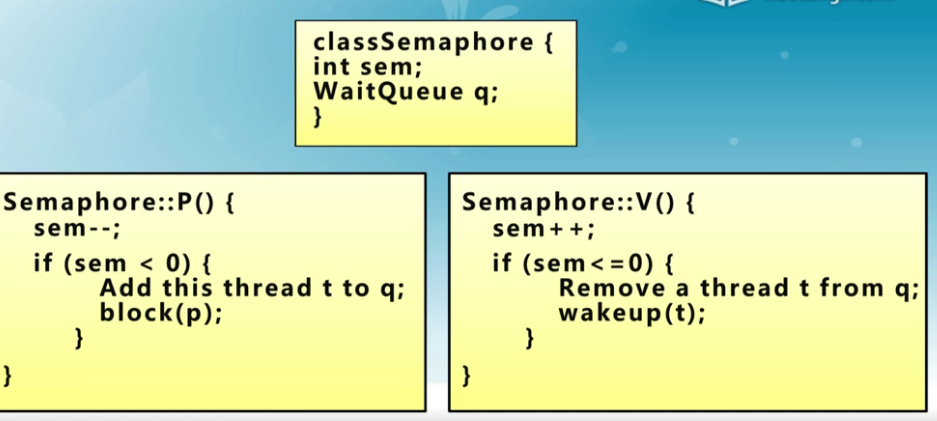 classSemaphore {
int sem;
WaitQueue q;
}
Semaphore::P() {
sem--;
if (sem < 0) {
Add this thread t to q;
block(p);
}
}
Semaphore::V() {
sem++;
if (sem<=0) {
Remove a thread t from q;
wakeup(t);
}
}